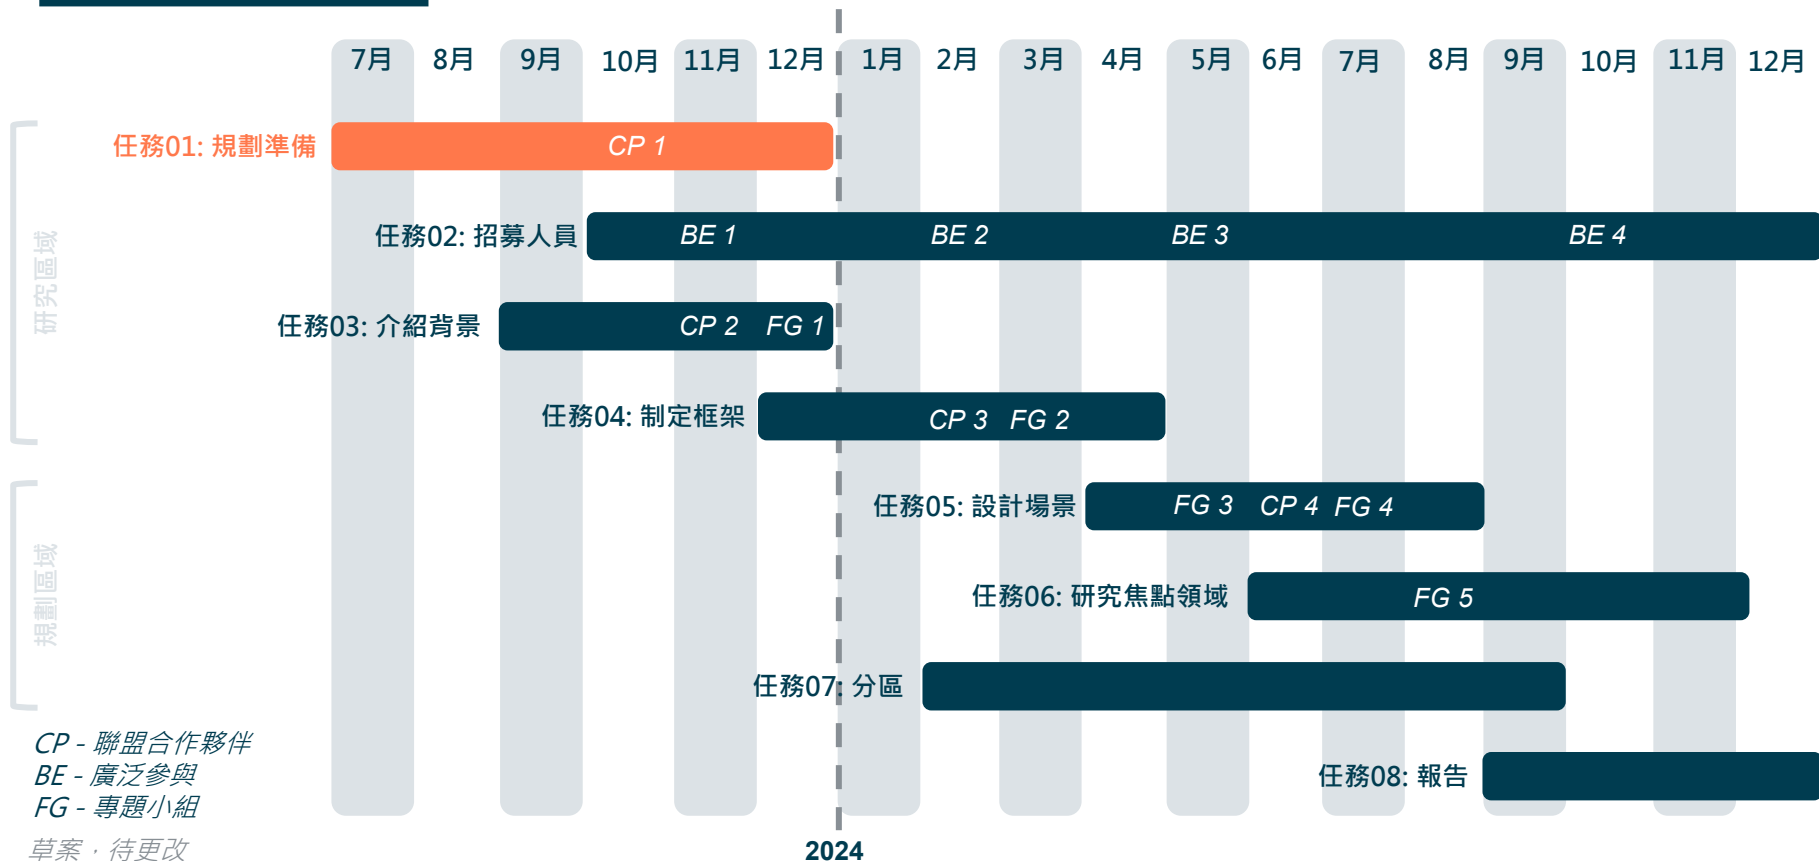 7月 8月 9月 10月 11月 12月 1月 2月 3月 4月 5月 6月 7月 8月 9月 10月 11月 12月
研究區域
任務01: 規劃準備 CP 1
任務02: 招募人員 BE 1 BE 2 BE 3 BE 4
任務03: 介紹背景 CP 2 FG 1
任務04: 制定框架 CP 3 FG 2
規劃區域
任務05: 設計場景 FG 3 CP 4 FG 4
任務06: 研究焦點領域 FG 5
任務07: 分區
任務08: 報告
CP - 聯盟合作夥伴
BE - 廣泛參與
FG - 專題小組
草案，待更改
2024